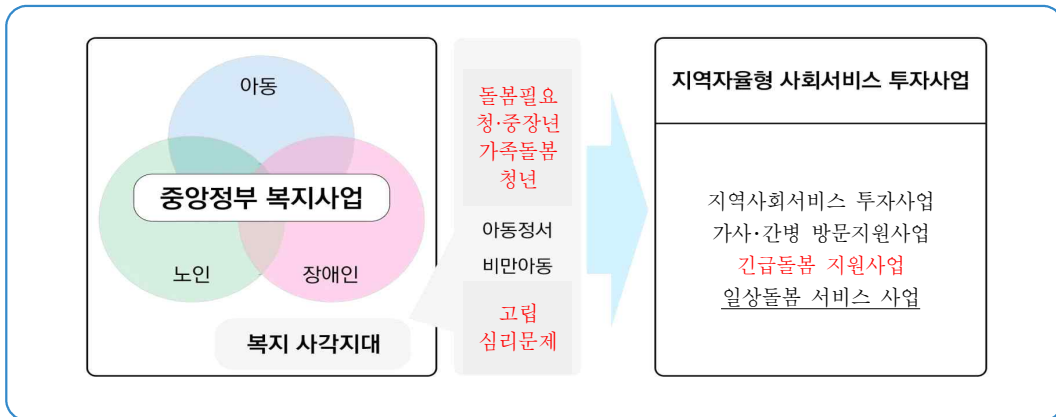 아동
중앙정부 복지사업
노인
장애인
복지 사각지대
돌봄필요
청·중장년
가족돌봄
청년
아동정서
비만아동
고립
심리문제
지역자율형 사회서비스 투자사업
지역사회서비스 투자사업
가사·간병 방문지원사업
긴급돌봄 지원사업
일상돌봄 서비스 사업